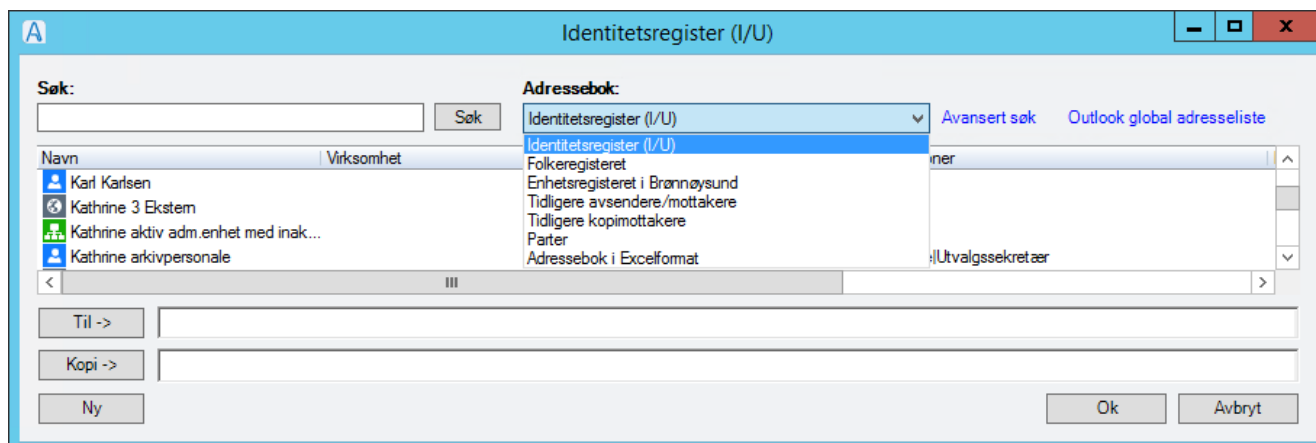 A
Identitetsregister (I/U)
Søk:
Adressebok:
Søk
Identitetsregister (I/U)
Avansert søk
Outlook global adresseliste
Identitetsregister (I/U)
Folkeregisteret
Enhetsregisteret i Brønnøysund
Tidligere avsendere/mottakere
Tidligere kopimottakere
Parter
Adressebok i Excelformat
Navn
Virksomhet
ner
Karl Karlsen
Kathrine 3 Ekstern
Kathrine aktiv adm.enhet med inak...
Kathrine arkivpersonale
e|Utvalgssekretær
Til ->
Kopi ->
Ny
Ok
Avbryt